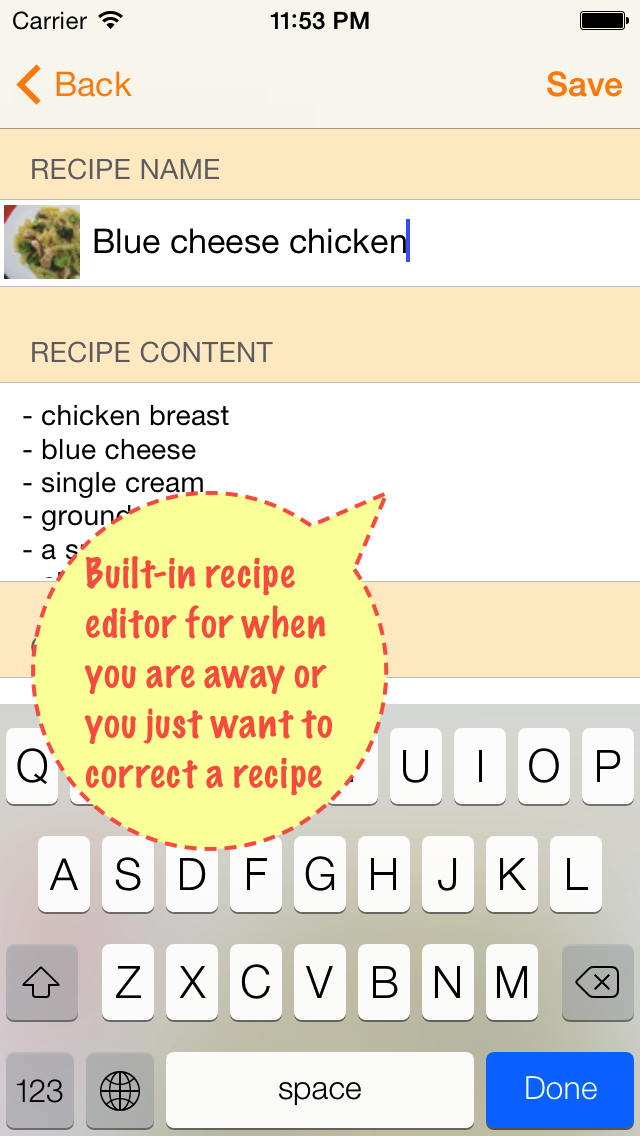 Carrier 11:53 PM
Back Save
RECIPE NAME
Blue cheese chicken
RECIPE CONTENT
- chicken breast
- blue cheese
- single cream
- ground
- a
Built-in recipe
editor for when
you are away or
you just want to
correct a recipe
Q U I O P
A S D F G H J K L
Z X C V B N M
123 space Done